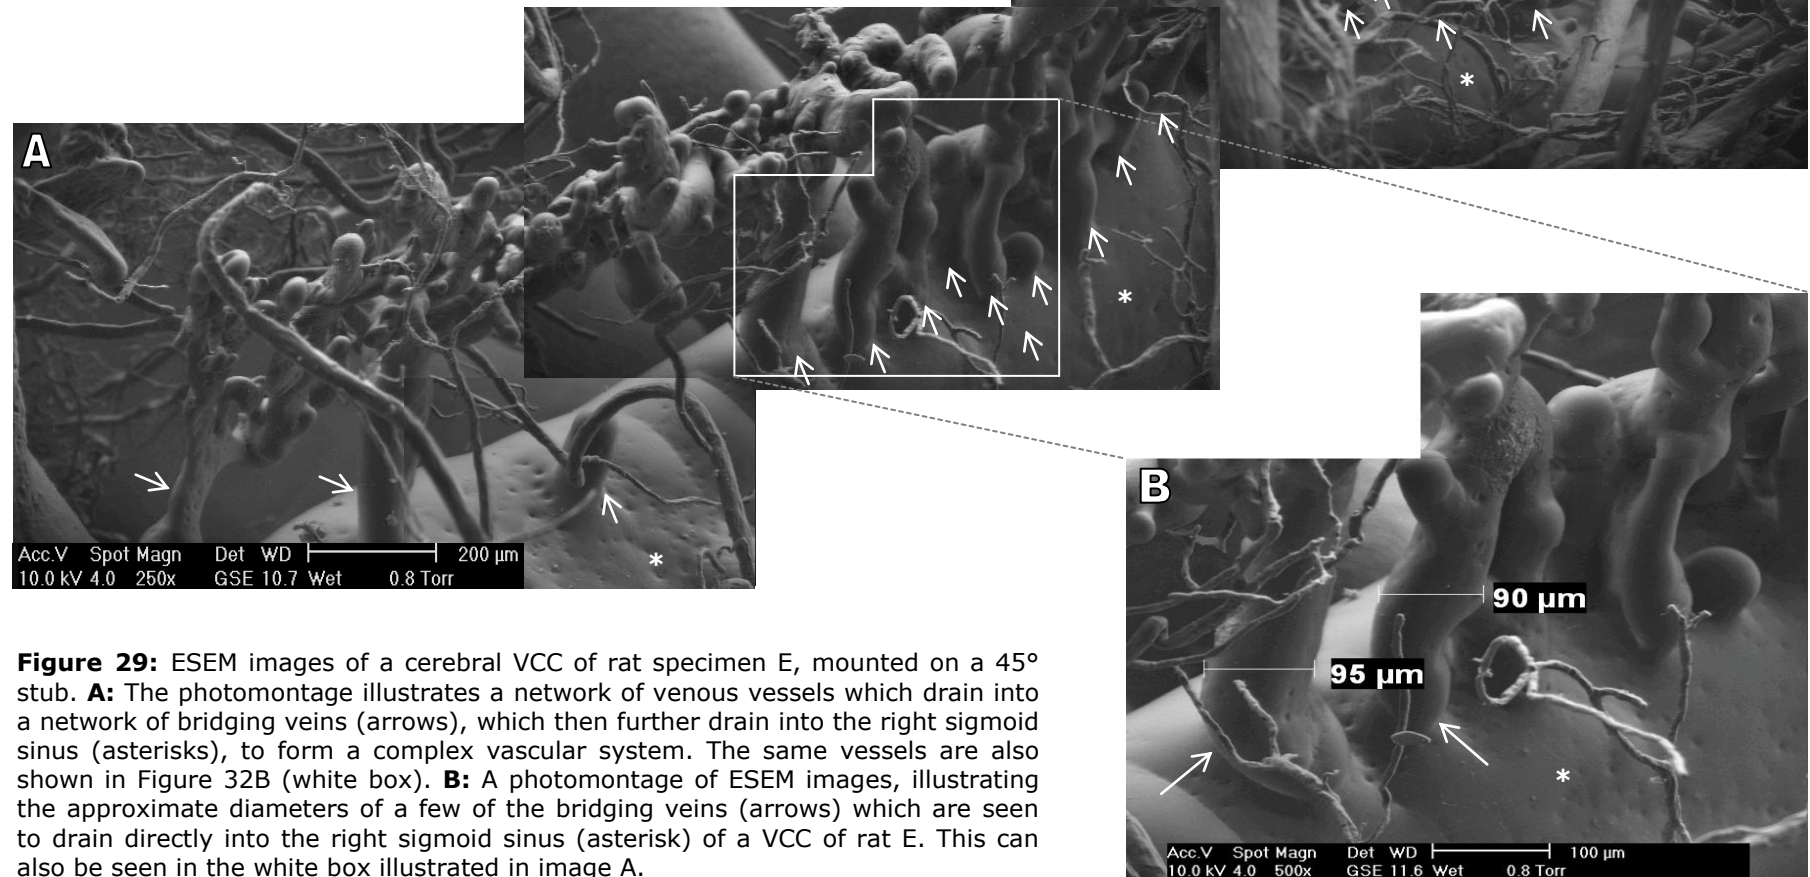 A
*
*
*
*
Acc.V Spot Magn Det WD 200 µm
10.0 kV 4.0 250x GSE 10.7 Wet 0.8 Torr
B
90 µm
95 µm
*
Acc.V Spot Magn Det WD 100 µm
10.0 kV 4.0 500x GSE 11.6 Wet 0.8 Torr
Figure 29: ESEM images of a cerebral VCC of rat specimen E, mounted on a 45°
stub. A: The photomontage illustrates a network of venous vessels which drain into
a network of bridging veins (arrows), which then further drain into the right sigmoid
sinus (asterisks), to form a complex vascular system. The same vessels are also
shown in Figure 32B (white box). B: A photomontage of ESEM images, illustrating
the approximate diameters of a few of the bridging veins (arrows) which are seen
to drain directly into the right sigmoid sinus (asterisk) of a VCC of rat E. This can
also be seen in the white box illustrated in image A.